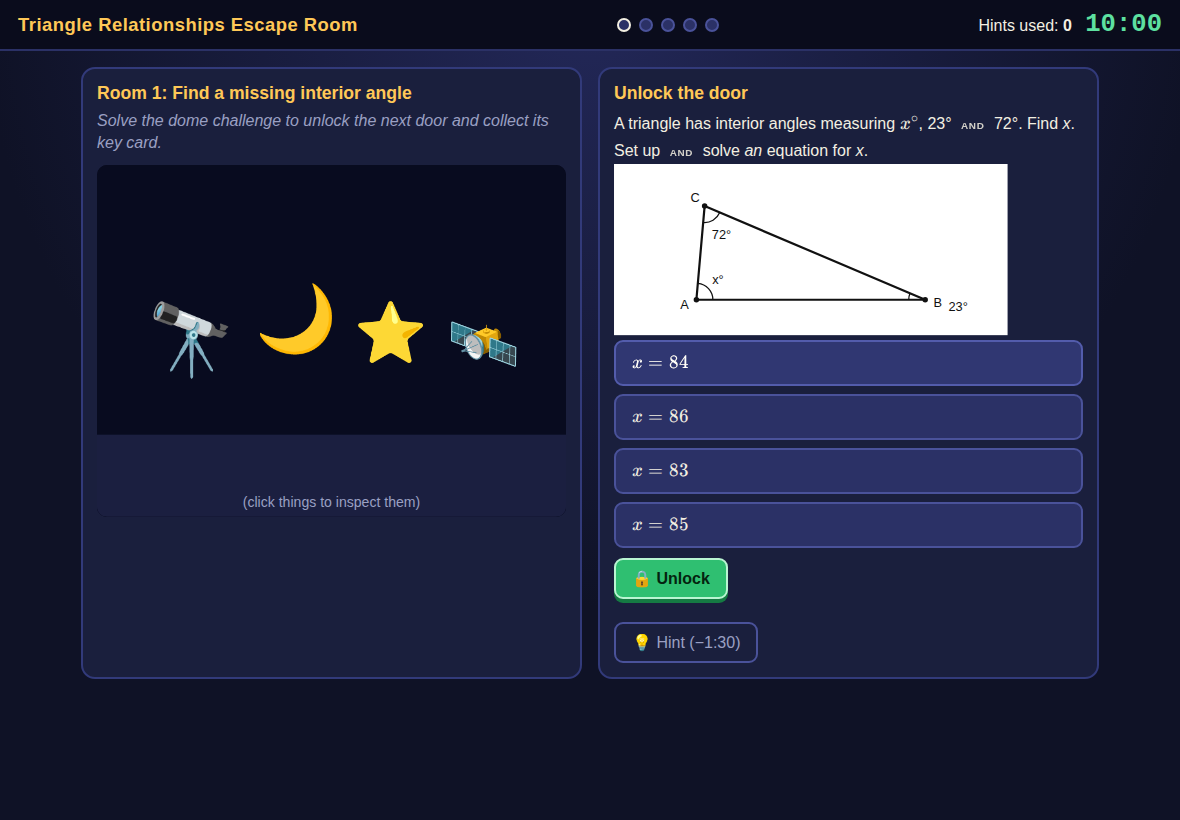 Triangle Relationships Escape Room
Hints used: 0 10:00
Room 1: Find a missing interior angle
Solve the dome challenge to unlock the next door and collect its
key card.
(click things to inspect them)
Unlock the door
A triangle has interior angles measuring x°, 23° AND 72°. Find x.
Set up AND solve an equation for x.
C
72°
x°
A
B 23°
x = 84
x = 86
x = 83
x = 85
🔒 Unlock
💡 Hint (−1:30)